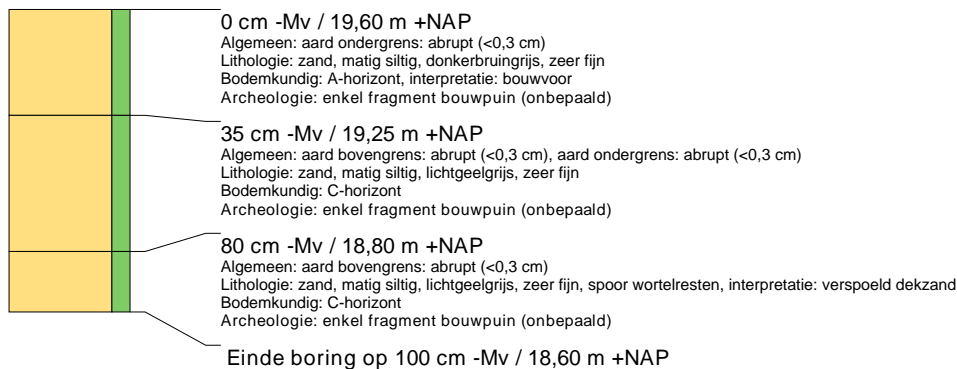 0 cm -Mv / 19,60 m +NAP
Algemeen: aard ondergrens: abrupt (<0,3 cm)
Lithologie: zand, matig siltig, donkerbruingrijs, zeer fijn
Bodemkundig: A-horizont, interpretatie: bouwvoor
Archeologie: enkel fragment bouwpuin (onbepaald)
35 cm -Mv / 19,25 m +NAP
Algemeen: aard bovengrens: abrupt (<0,3 cm), aard ondergrens: abrupt (<0,3 cm)
Lithologie: zand, matig siltig, lichtgeelgrijs, zeer fijn
Bodemkundig: C-horizont
Archeologie: enkel fragment bouwpuin (onbepaald)
80 cm -Mv / 18,80 m +NAP
Algemeen: aard bovengrens: abrupt (<0,3 cm)
Lithologie: zand, matig siltig, lichtgeelgrijs, zeer fijn, spoor wortelresten, interpretatie: verspoeld dekzand
Bodemkundig: C-horizont
Archeologie: enkel fragment bouwpuin (onbepaald)
Einde boring op 100 cm -Mv / 18,60 m +NAP